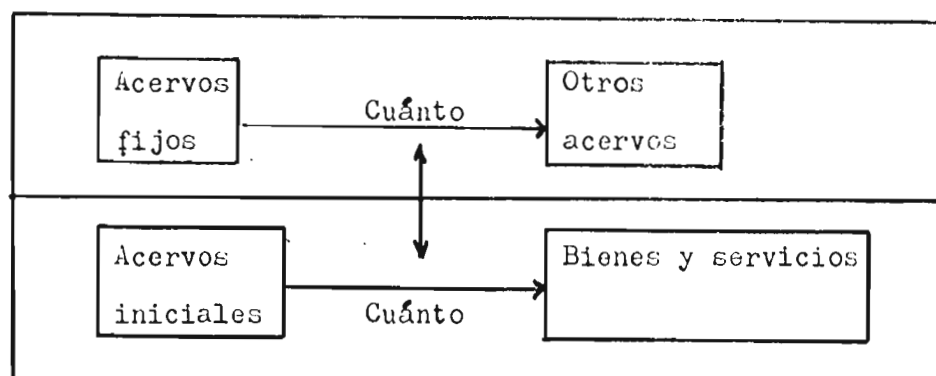 Acervos
fijos
Cuánto
Otros
acervos
Acervos
iniciales
Cuánto
Bienes y servicios